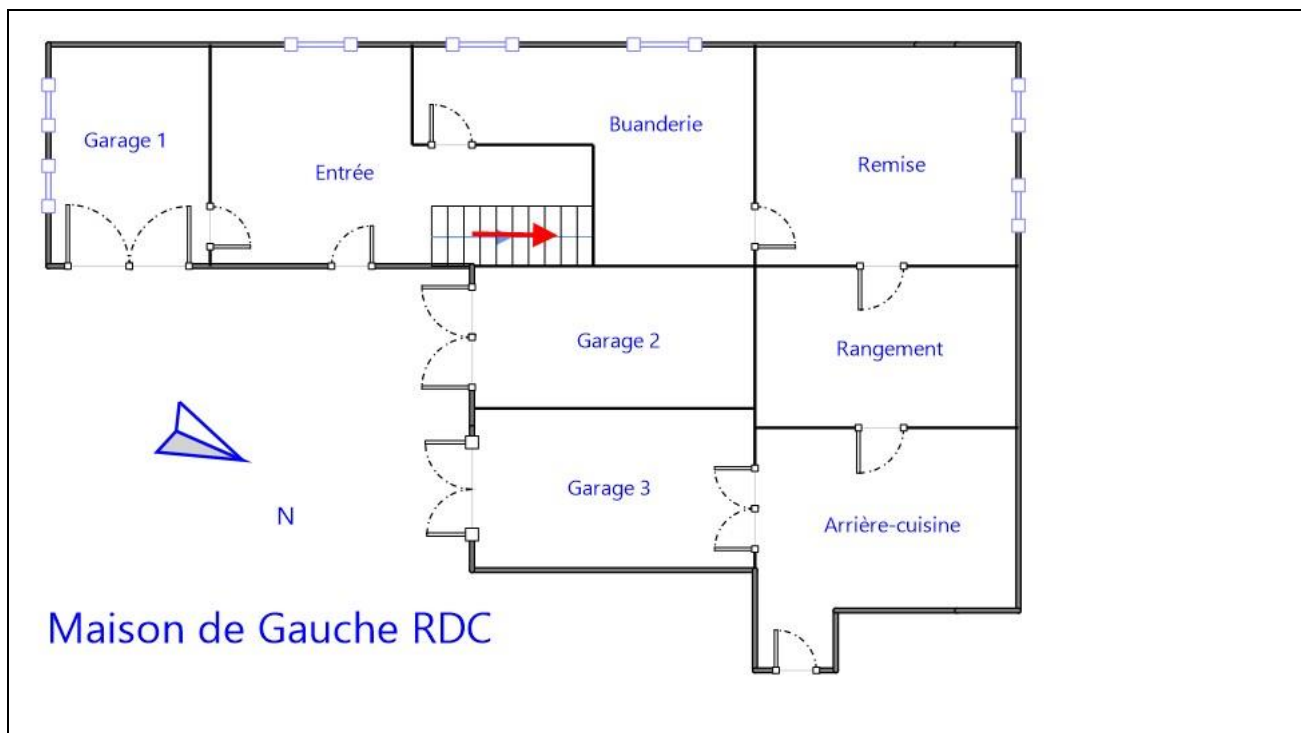 Garage 1
Entrée
Buanderie
Remise
Garage 2
Rangement
Garage 3
Arrière-cuisine
N
Maison de Gauche RDC